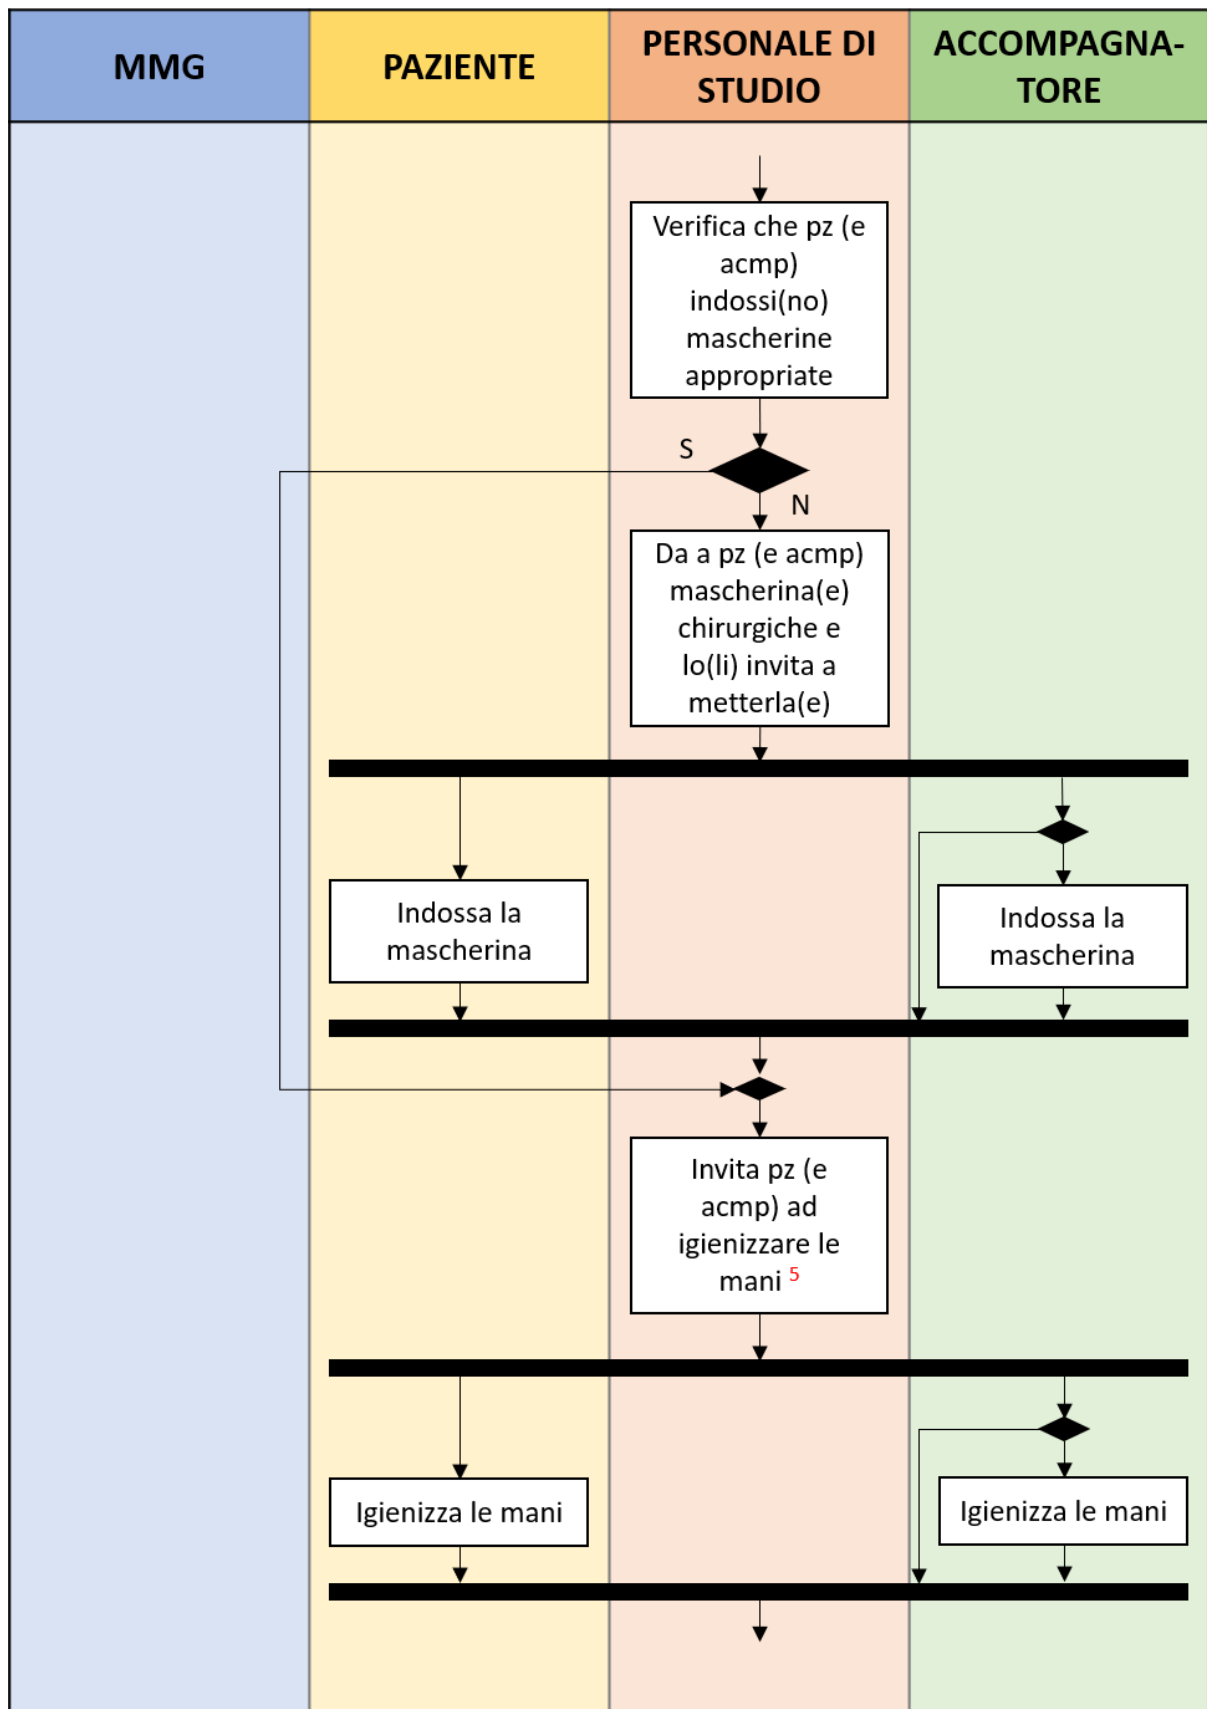 MMG
PAZIENTE
PERSONALE DI
STUDIO
ACCOMPAGNA-
TORE
Verifica che pz (e
acmp)
indossi(no)
mascherine
appropriate
S
N
Da a pz (e acmp)
mascherina(e)
chirurgiche e
lo(li) invita a
metterla(e)
Indossa la
mascherina
Indossa la
mascherina
Invita pz (e
acmp) ad
igienizzare le
mani 5
Igienizza le mani
Igienizza le mani